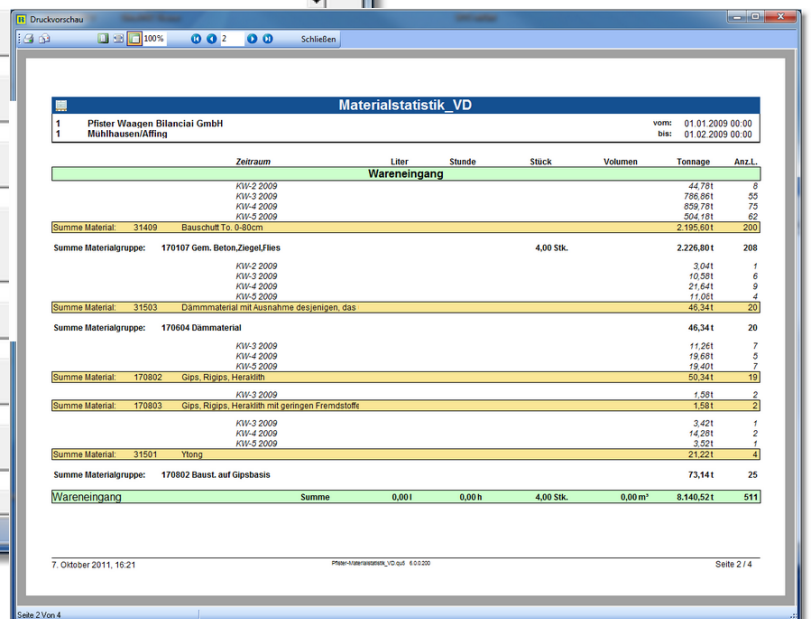 Druckvorschau
100% 2 Schließen
Materialstatistik_VD
1 Pfister Waagen Bilanciai GmbH vom: 01.01.2009 00:00
1 Mühlhausen/Affing bis: 01.02.2009 00:00
Zeitraum Liter Stunde Stück Volumen Tonnage Anz.L.
Wareneingang
KW-2 2009 44,78t 8
KW-3 2009 786,86t 55
KW-4 2009 859,78t 75
KW-5 2009 504,18t 62
Summe Material: 31409 Bauschutt To. 0-80cm 2.195,60t 200
Summe Materialgruppe: 170107 Gem. Beton,Ziegel,Flies 4,00 Stk. 2.226,80t 208
KW-2 2009 3,04t 1
KW-3 2009 10,58t 6
KW-4 2009 21,64t 9
KW-5 2009 11,08t 4
Summe Material: 31503 Dämmmaterial mit Ausnahme desjenigen, das 46,34t 20
Summe Materialgruppe: 170604 Dämmaterial 46,34t 20
KW-3 2009 11,26t 7
KW-4 2009 19,68t 5
KW-5 2009 19,40t 7
Summe Material: 170802 Gips, Rigips, Heraklith 50,34t 19
KW-3 2009 1,58t 2
Summe Material: 170803 Gips, Rigips, Heraklith mit geringen Fremdstoffe 1,58t 2
KW-3 2009 3,42t 1
KW-4 2009 14,28t 2
KW-5 2009 3,52t 1
Summe Material: 31501 Ytong 21,22t 4
Summe Materialgruppe: 170802 Baust. auf Gipsbasis 73,14t 25
Wareneingang Summe 0,00 l 0,00 h 4,00 Stk. 0,00 m³ 8.140,52t 511
7. Oktober 2011, 16:21 Pfister-Materialstatistik_VD.qu6 6.0.0.200 Seite 2 / 4
Seite 2 Von 4